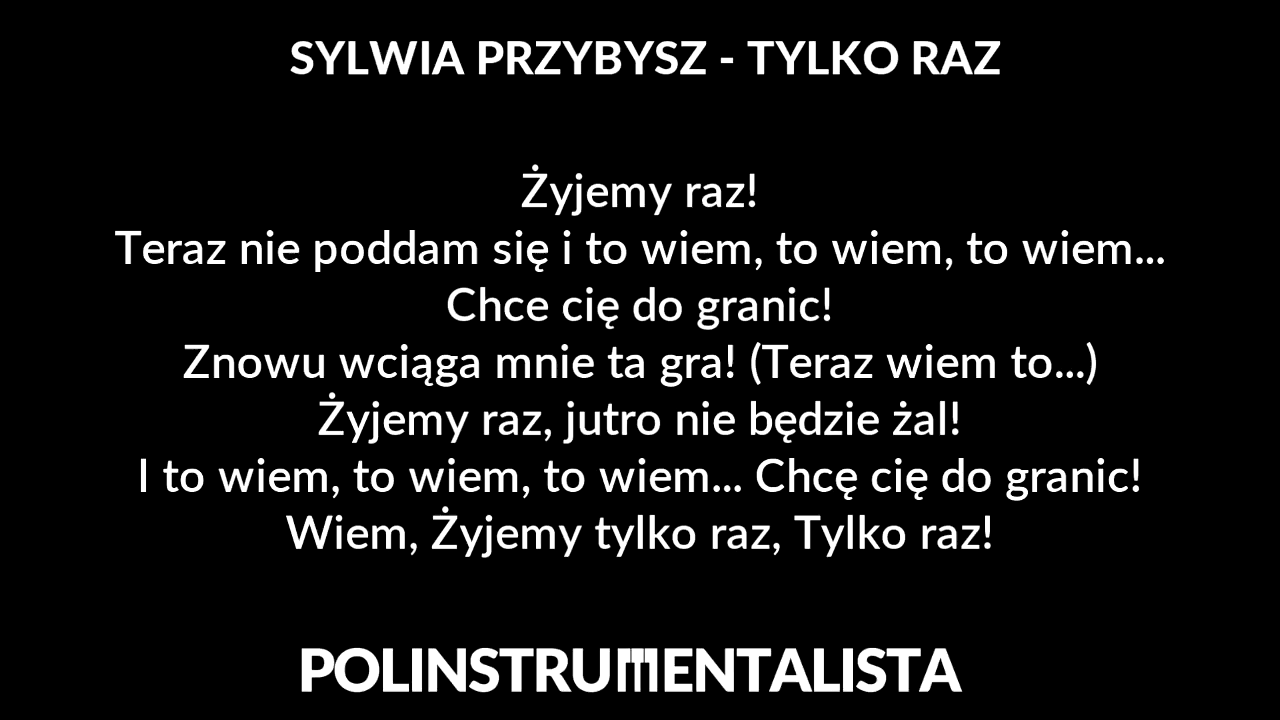 SYLWIA PRZYBYSZ - TYLKO RAZ
Żyjemy raz!
Teraz nie poddam się i to wiem, to wiem, to wiem...
Chce cię do granic!
Znowu wciąga mnie ta gra! (Teraz wiem to...)
Żyjemy raz, jutro nie będzie żal!
I to wiem, to wiem, to wiem... Chcę cię do granic!
Wiem, Żyjemy tylko raz, Tylko raz!
POLINSTRUMENTALISTA